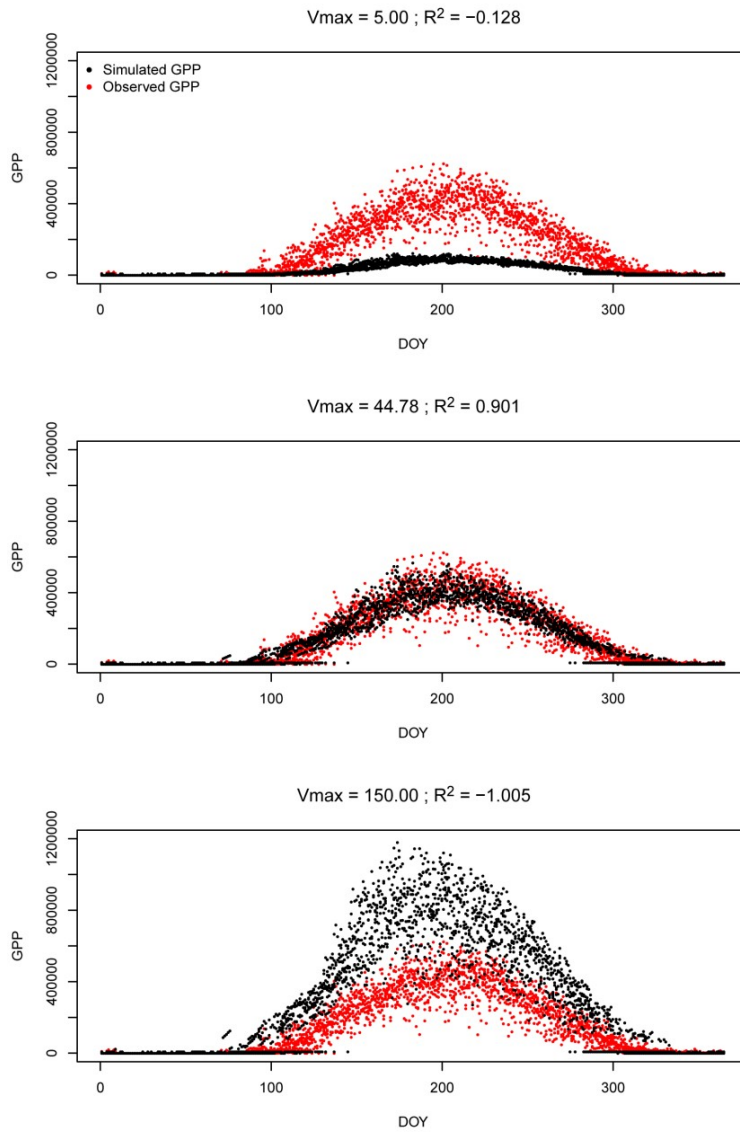 Vmax = 5.00 ; R² = −0.128
1200000
800000
400000
0
GPP
Simulated GPP
Observed GPP
0 100 200 300
DOY
Vmax = 44.78 ; R² = 0.901
1200000
800000
400000
0
GPP
0 100 200 300
DOY
Vmax = 150.00 ; R² = −1.005
1200000
800000
400000
0
GPP
0 100 200 300
DOY